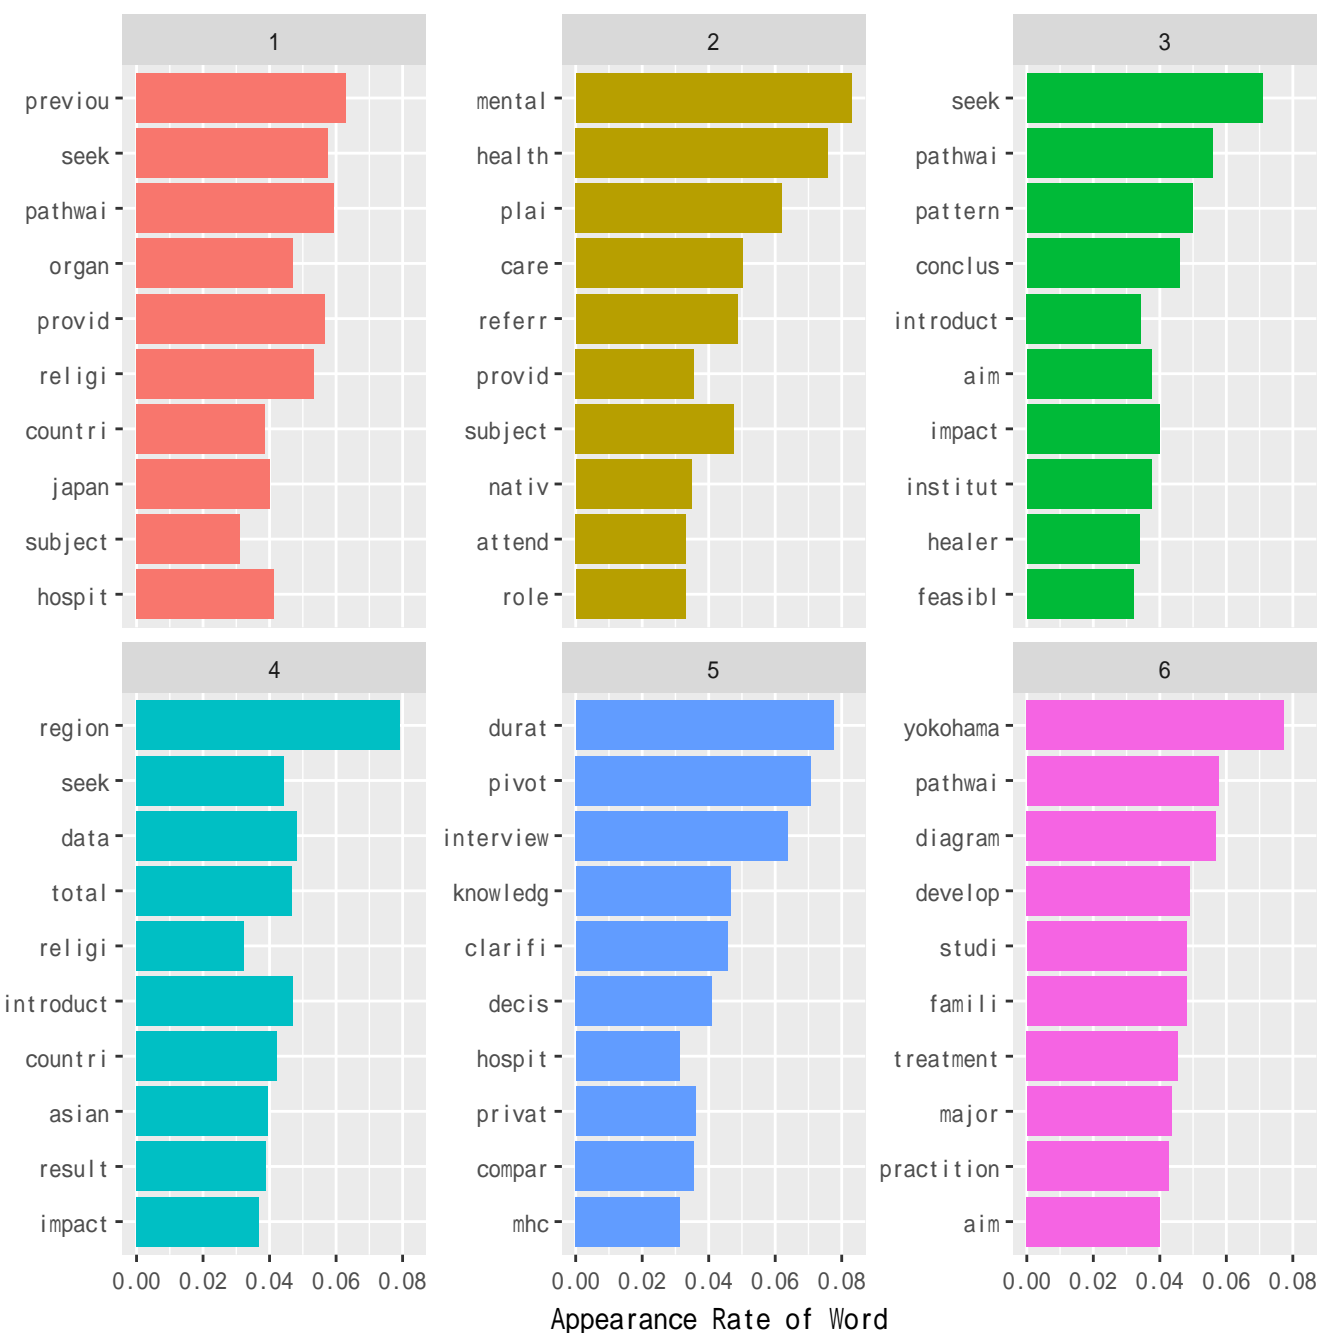 1
previou
seek
pathwai
organ
provid
religi
countri
japan
subject
hospit
2
mental
health
plai
care
referr
provid
subject
nativ
attend
role
3
seek
pathwai
pattern
conclus
introduct
aim
impact
institut
healer
feasibl
4
region
seek
data
total
religi
introduct
countri
asian
result
impact
0.00 0.02 0.04 0.06 0.08
5
durat
pivot
interview
knowledg
clarifi
decis
hospit
privat
compar
mhc
0.00 0.02 0.04 0.06 0.08
6
yokohama
pathwai
diagram
develop
studi
famili
treatment
major
practition
aim
0.00 0.02 0.04 0.06 0.08
Appearance Rate of Word